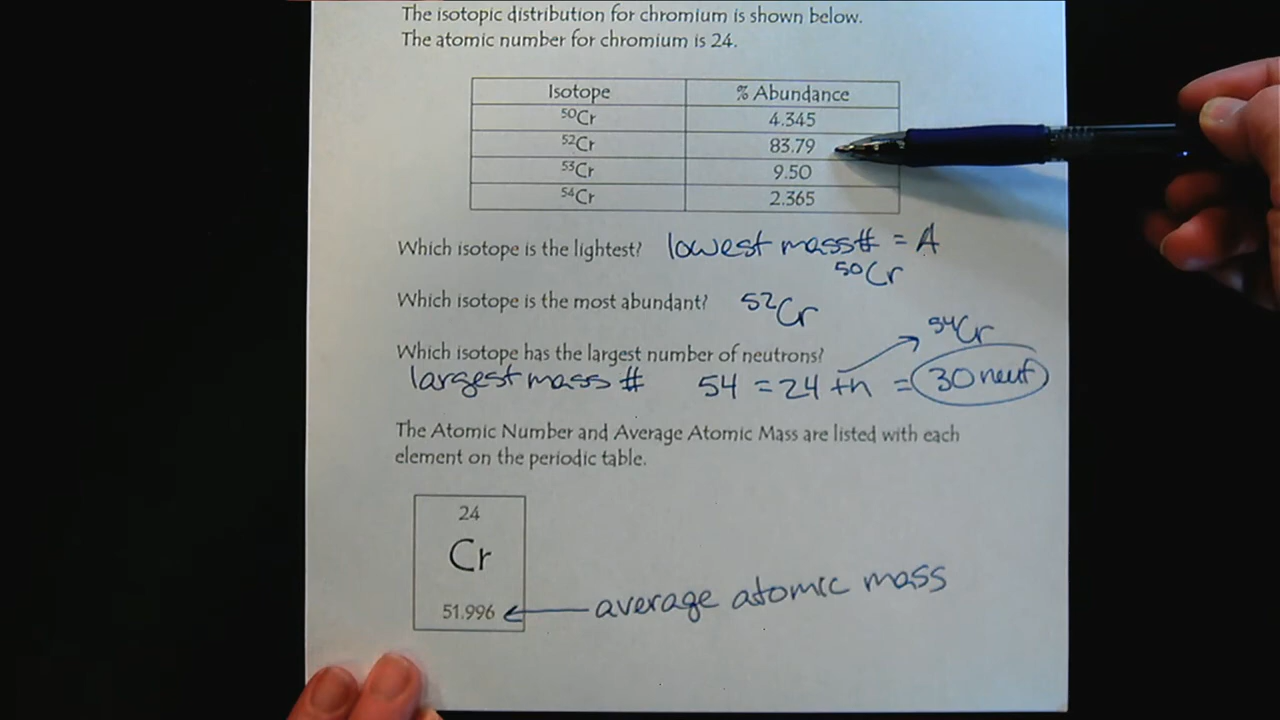 The isotopic distribution for chromium is shown below.
The atomic number for chromium is 24.
Isotope % Abundance
⁵⁰Cr 4.345
⁵²Cr 83.79
⁵³Cr 9.50
⁵⁴Cr 2.365
Which isotope is the lightest? lowest mass# = A
⁵⁰Cr
Which isotope is the most abundant? ⁵²Cr
⁵⁴Cr
Which isotope has the largest number of neutrons?
largest mass # 54 = 24 + n = 30 neut
The Atomic Number and Average Atomic Mass are listed with each
element on the periodic table.
24
Cr
51.996 average atomic mass